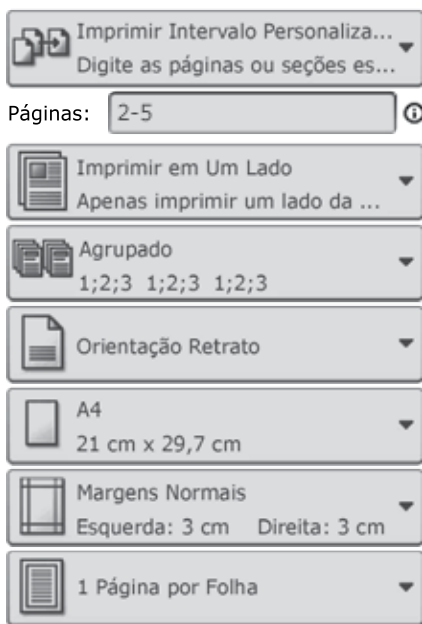 Imprimir Intervalo Personaliza...
Digite as páginas ou seções es...
Páginas: 2-5
Imprimir em Um Lado
Apenas imprimir um lado da ...
Agrupado
1;2;3 1;2;3 1;2;3
Orientação Retrato
A4
21 cm x 29,7 cm
Margens Normais
Esquerda: 3 cm Direita: 3 cm
1 Página por Folha